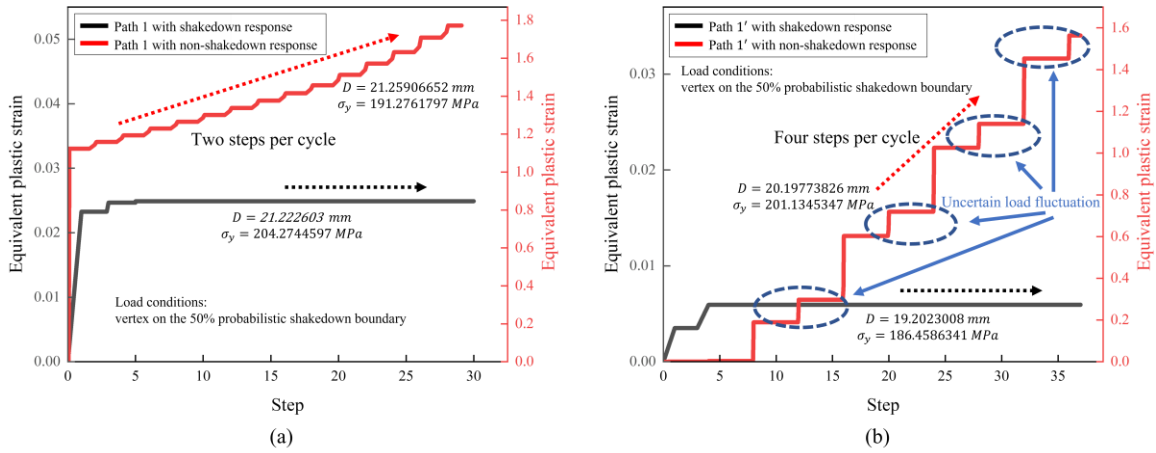 Path 1 with shakedown response
Path 1 with non-shakedown response
D = 21.25906652 mm
σy = 191.2761797 MPa
Two steps per cycle
D = 21.222603 mm
σy = 204.2744597 MPa
Load conditions:
vertex on the 50% probabilistic shakedown boundary
Equivalent plastic strain
0.05
0.04
0.03
0.02
0.01
0.00
Equivalent plastic strain
1.8
1.6
1.4
1.2
1.0
0.8
0.6
0.4
0.2
0.0
0 5 10 15 20 25 30
Step
(a)
Path 1′ with shakedown response
Path 1′ with non-shakedown response
Load conditions:
vertex on the 50% probabilistic shakedown boundary
Four steps per cycle
D = 20.19773826 mm
σy = 201.1345347 MPa
Uncertain load fluctuation
D = 19.2023008 mm
σy = 186.4586341 MPa
Equivalent plastic strain
0.03
0.02
0.01
0.00
Equivalent plastic strain
1.6
1.4
1.2
1.0
0.8
0.6
0.4
0.2
0.0
0 5 10 15 20 25 30 35
Step
(b)